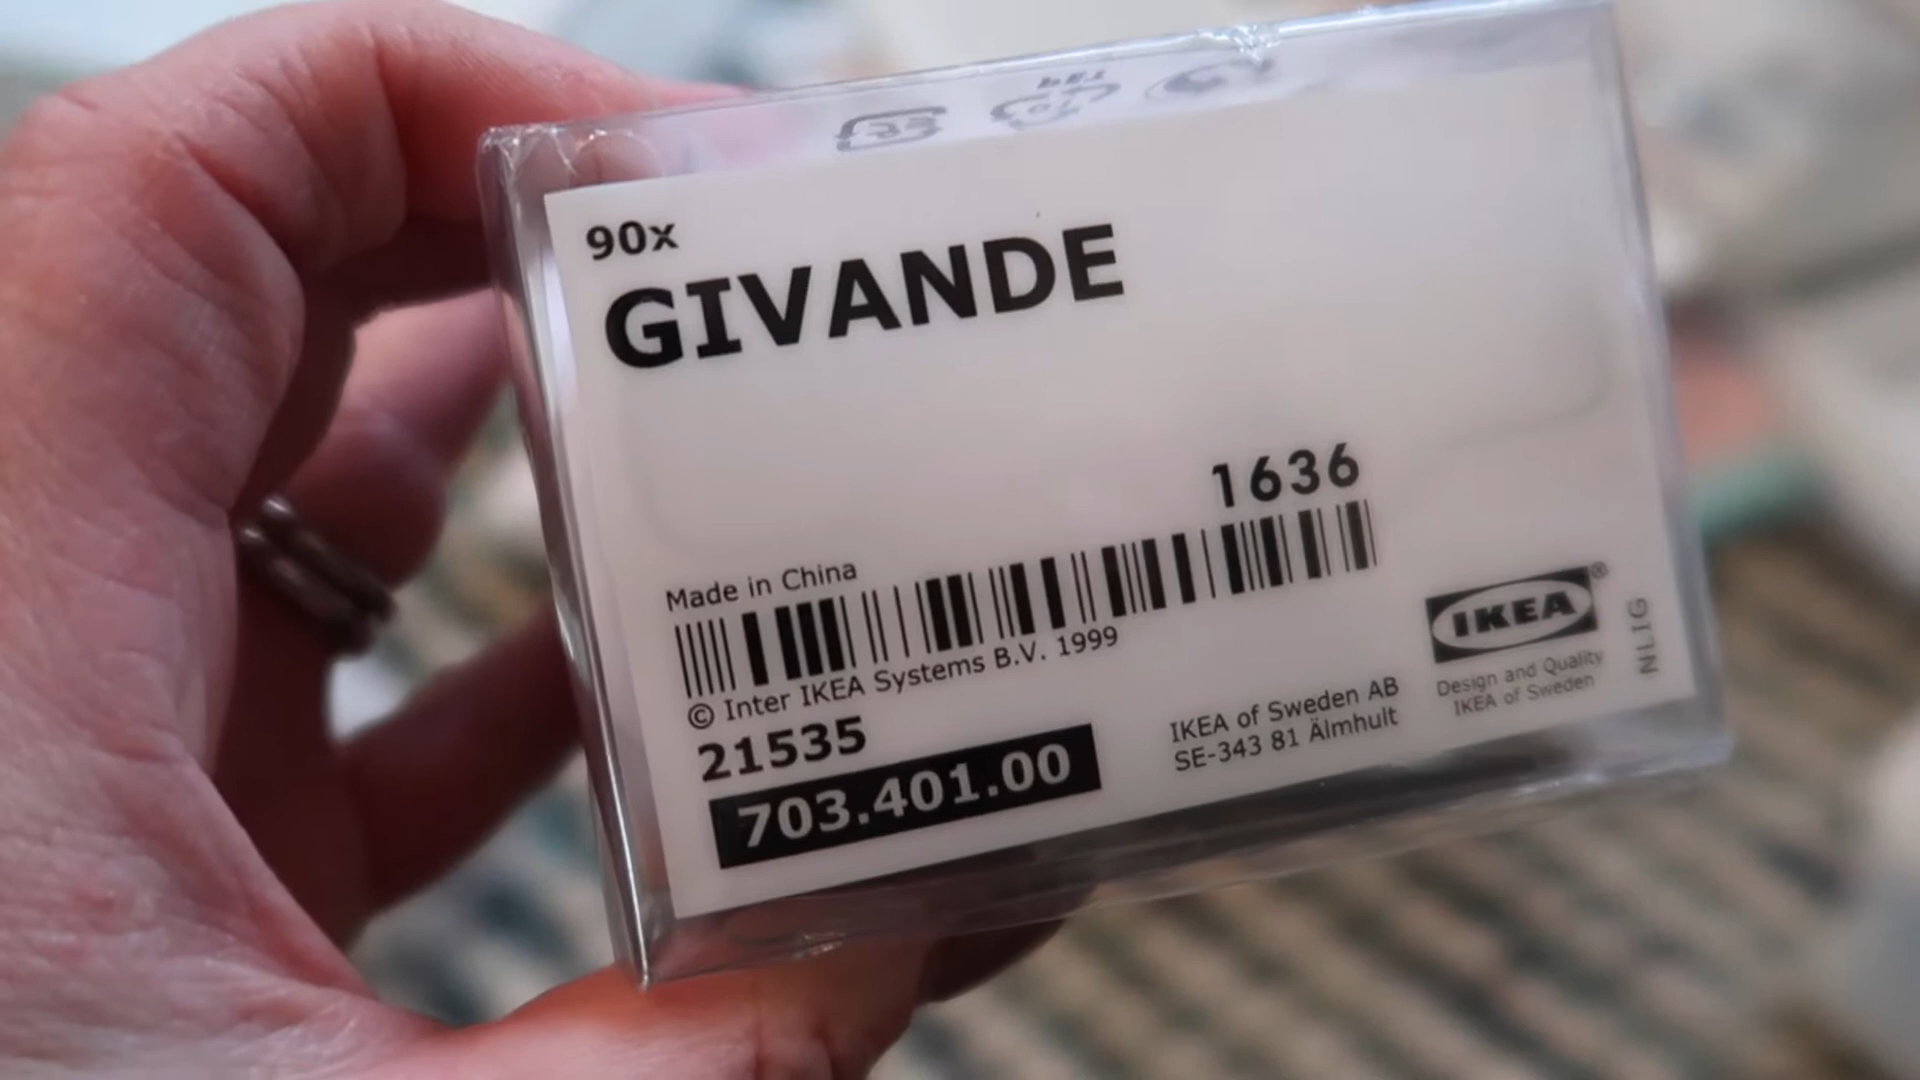 90x
GIVANDE
1636
Made in China
© Inter IKEA Systems B.V. 1999
21535
703.401.00
IKEA of Sweden AB
SE-343 81 Älmhult
IKEA®
Design and Quality
IKEA of Sweden
NLIG